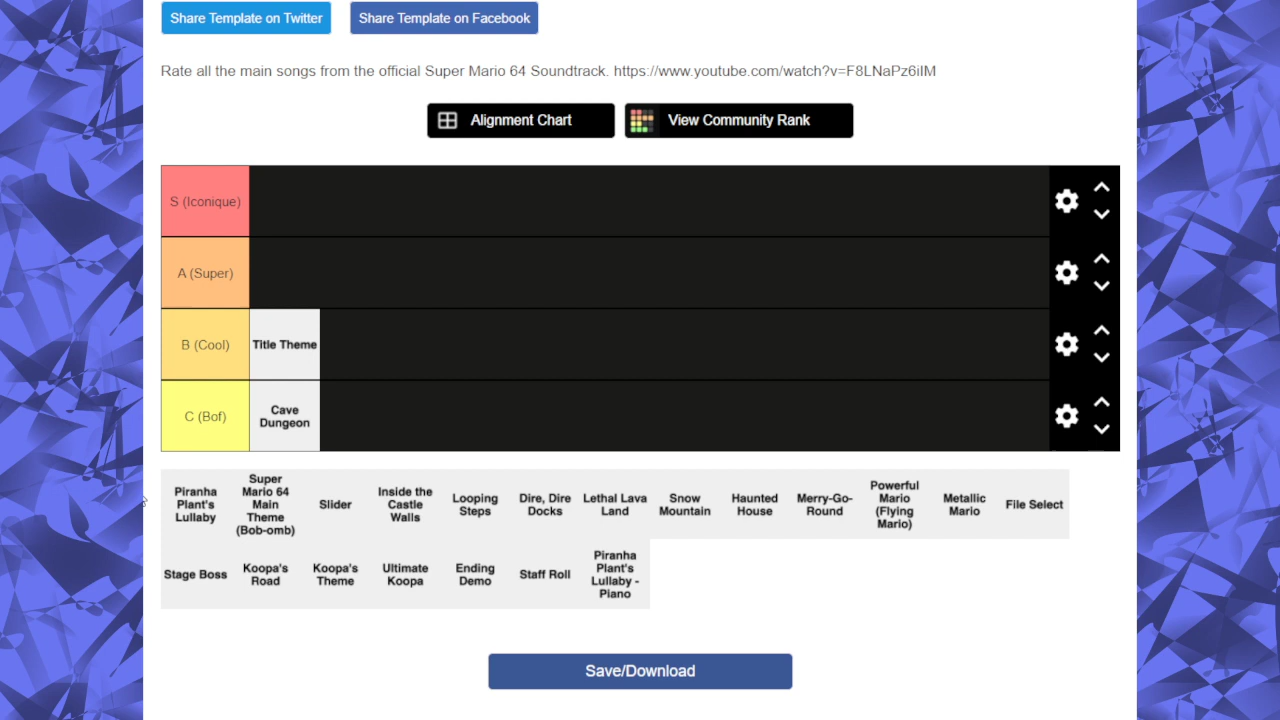 Share Template on Twitter
Share Template on Facebook
Rate all the main songs from the official Super Mario 64 Soundtrack. https://www.youtube.com/watch?v=F8LNaPz6iIM
Alignment Chart
View Community Rank
S (Iconique)
A (Super)
B (Cool)
Title Theme
C (Bof)
Cave
Dungeon
Piranha
Plant's
Lullaby
Super
Mario 64
Main
Theme
(Bob-omb)
Slider
Inside the
Castle
Walls
Looping
Steps
Dire, Dire
Docks
Lethal Lava
Land
Snow
Mountain
Haunted
House
Merry-Go-
Round
Powerful
Mario
(Flying
Mario)
Metallic
Mario
File Select
Stage Boss
Koopa's
Road
Koopa's
Theme
Ultimate
Koopa
Ending
Demo
Staff Roll
Piranha
Plant's
Lullaby -
Piano
Save/Download